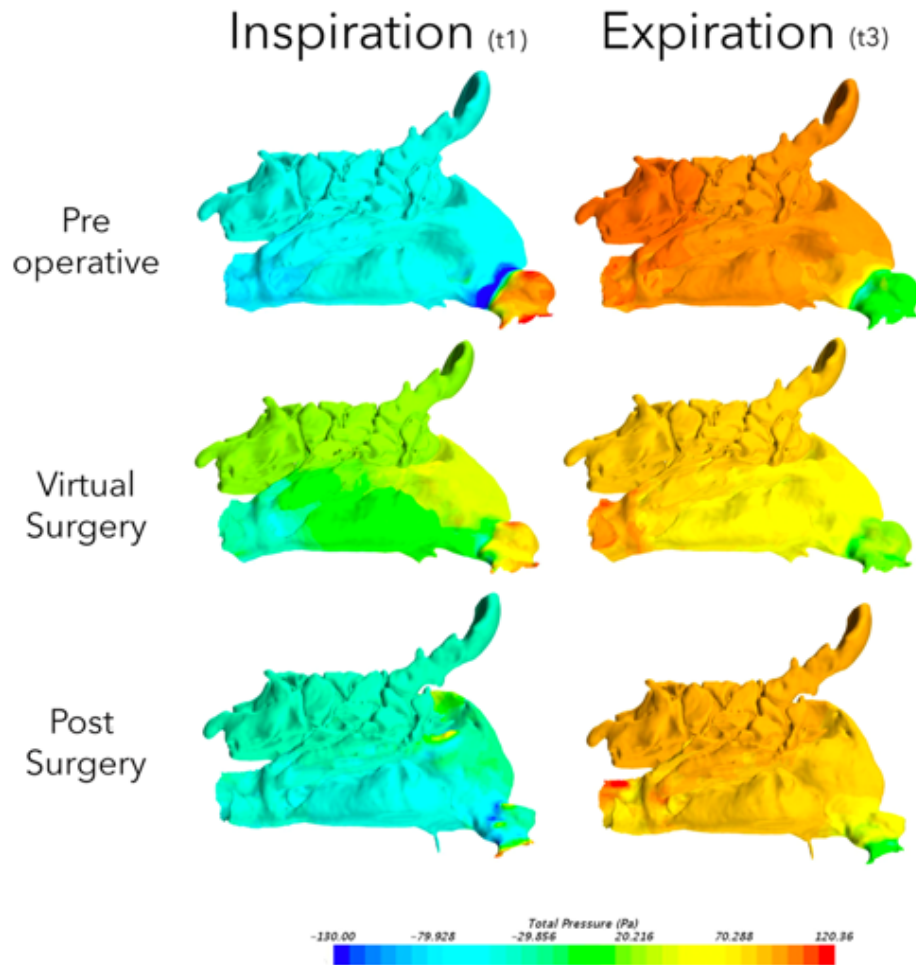 Inspiration (t1) Expiration (t3)
Pre
operative
Virtual
Surgery
Post
Surgery
Total Pressure (Pa)
-130.00 -79.928 -29.856 20.216 70.288 120.36